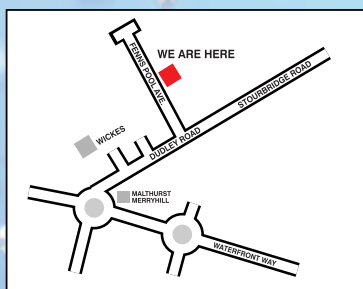 FENNS POOL AVE.
WE ARE HERE
STOURBRIDGE ROAD
WICKES
DUDLEY ROAD
MALTHURST
MERRYHILL
WATERFRONT WAY